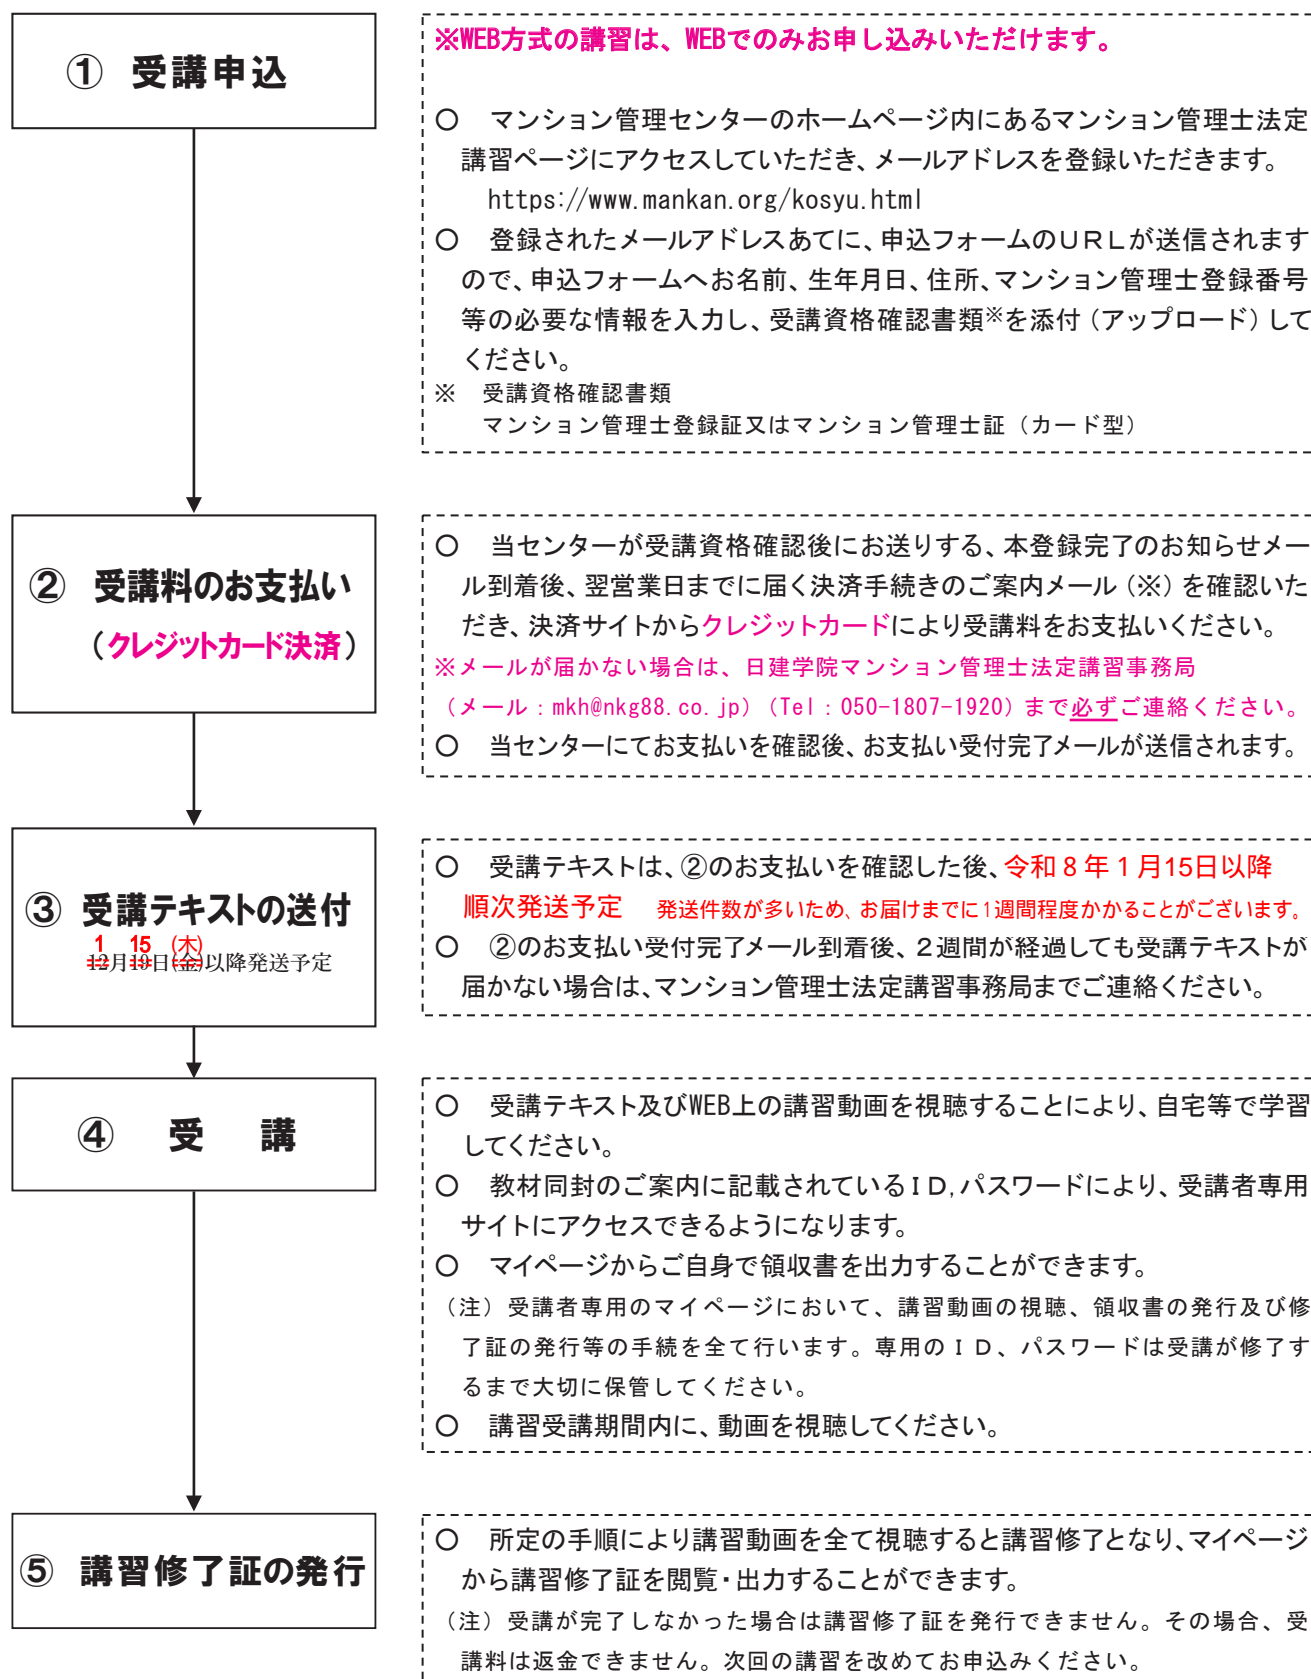 ① 受講申込
※WEB方式の講習は、WEBでのみお申し込みいただけます。
○ マンション管理センターのホームページ内にあるマンション管理士法定
講習ページにアクセスしていただき、メールアドレスを登録いただきます。
https://www.mankan.org/kosyu.html
○ 登録されたメールアドレスあてに、申込フォームのURLが送信されます
ので、申込フォームへお名前、生年月日、住所、マンション管理士登録番号
等の必要な情報を入力し、受講資格確認書類※を添付（アップロード）して
ください。
※ 受講資格確認書類
マンション管理士登録証又はマンション管理士証（カード型）
② 受講料のお支払い
（クレジットカード決済）
○ 当センターが受講資格確認後にお送りする、本登録完了のお知らせメー
ル到着後、翌営業日までに届く決済手続きのご案内メール（※）を確認いた
だき、決済サイトからクレジットカードにより受講料をお支払いください。
※メールが届かない場合は、日建学院マンション管理士法定講習事務局
（メール：mkh@nkg88.co.jp）（Tel：050-1807-1920）まで必ずご連絡ください。
○ 当センターにてお支払いを確認後、お支払い受付完了メールが送信されます。
③ 受講テキストの送付
1 15 (木)
12月19日(金)以降発送予定
○ 受講テキストは、②のお支払いを確認した後、令和８年１月15日以降
順次発送予定 発送件数が多いため、お届けまでに1週間程度かかることがございます。
○ ②のお支払い受付完了メール到着後、２週間が経過しても受講テキストが
届かない場合は、マンション管理士法定講習事務局までご連絡ください。
④ 受 講
○ 受講テキスト及びWEB上の講習動画を視聴することにより、自宅等で学習
してください。
○ 教材同封のご案内に記載されているＩＤ,パスワードにより、受講者専用
サイトにアクセスできるようになります。
○ マイページからご自身で領収書を出力することができます。
（注）受講者専用のマイページにおいて、講習動画の視聴、領収書の発行及び修
了証の発行等の手続を全て行います。専用のＩＤ、パスワードは受講が修了す
るまで大切に保管してください。
○ 講習受講期間内に、動画を視聴してください。
⑤ 講習修了証の発行
○ 所定の手順により講習動画を全て視聴すると講習修了となり、マイページ
から講習修了証を閲覧・出力することができます。
（注）受講が完了しなかった場合は講習修了証を発行できません。その場合、受
講料は返金できません。次回の講習を改めてお申込みください。